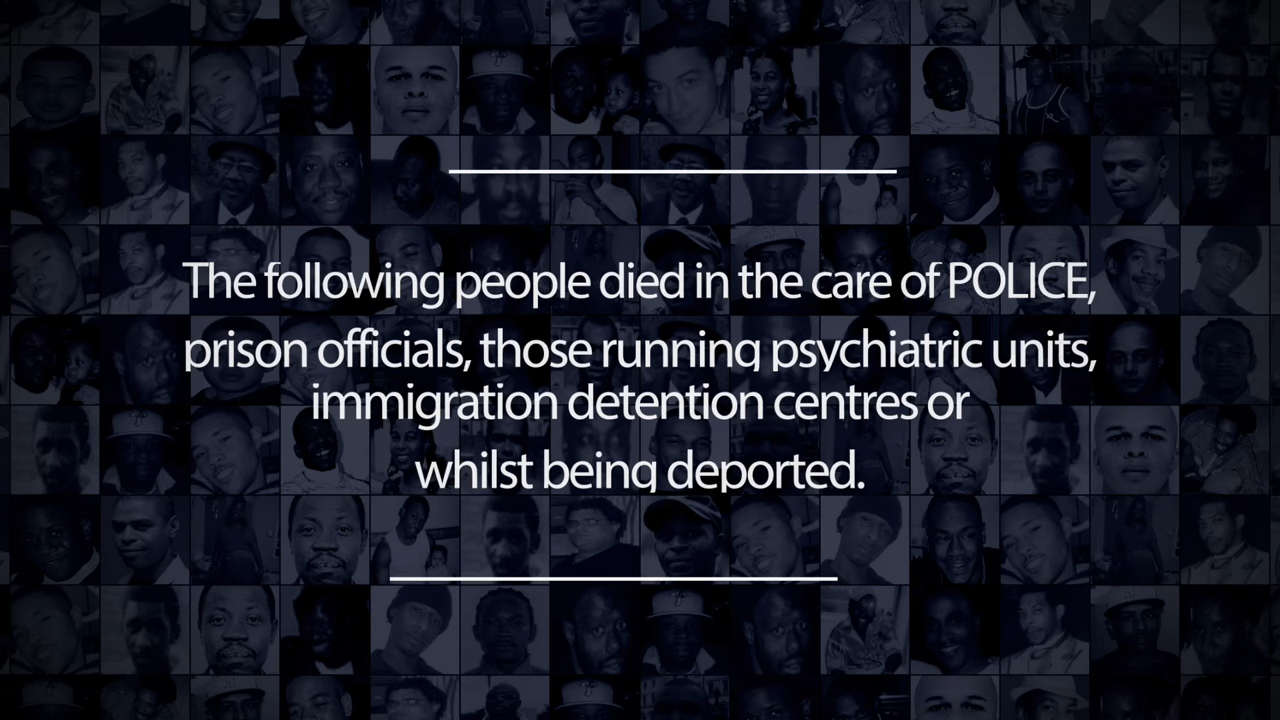 The following people died in the care of POLICE,
prison officials, those running psychiatric units,
immigration detention centres or
whilst being deported.